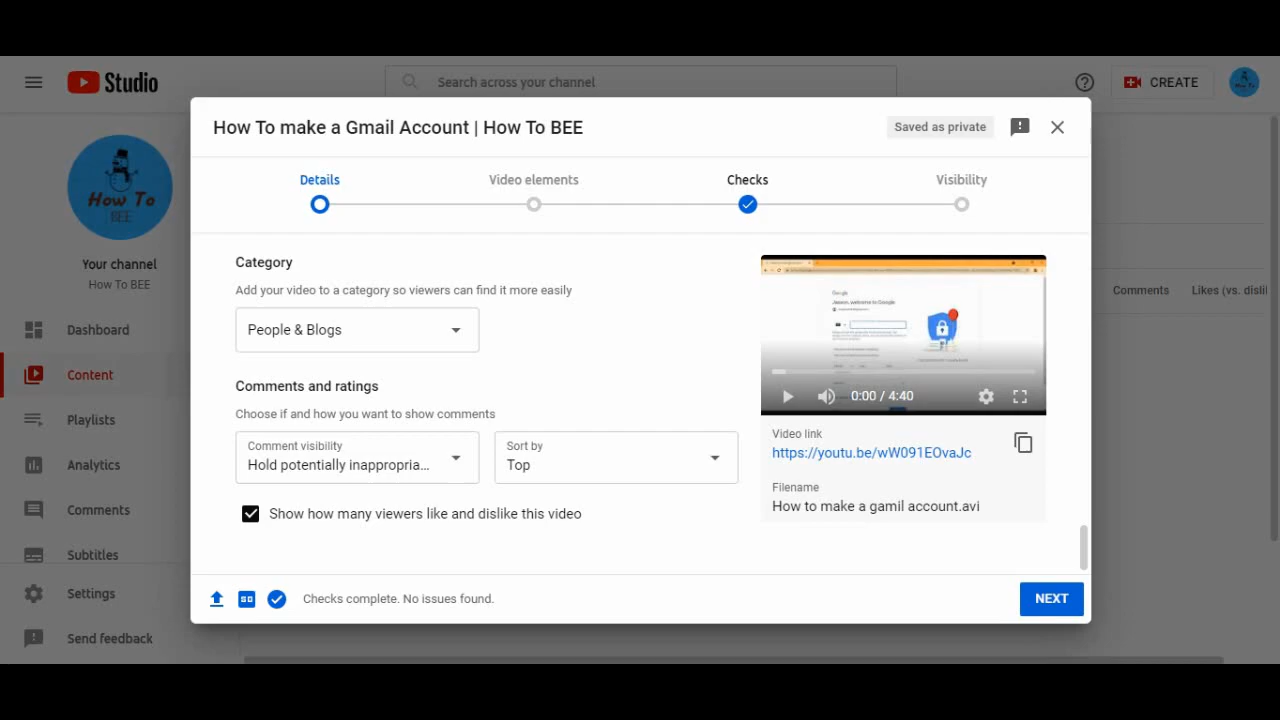 Studio
Search across your channel
CREATE
How To make a Gmail Account | How To BEE
Saved as private
Details
Video elements
Checks
Visibility
How To
BEE
Your channel
How To BEE
Dashboard
Content
Playlists
Analytics
Comments
Subtitles
Settings
Send feedback
Category
Add your video to a category so viewers can find it more easily
People & Blogs
Comments and ratings
Choose if and how you want to show comments
Comment visibility
Hold potentially inappropria...
Sort by
Top
Show how many viewers like and dislike this video
Google
0:00 / 4:40
Video link
https://youtu.be/wW091EOvaJc
Filename
How to make a gamil account.avi
Comments
Likes (vs. disli
SD
Checks complete. No issues found.
NEXT